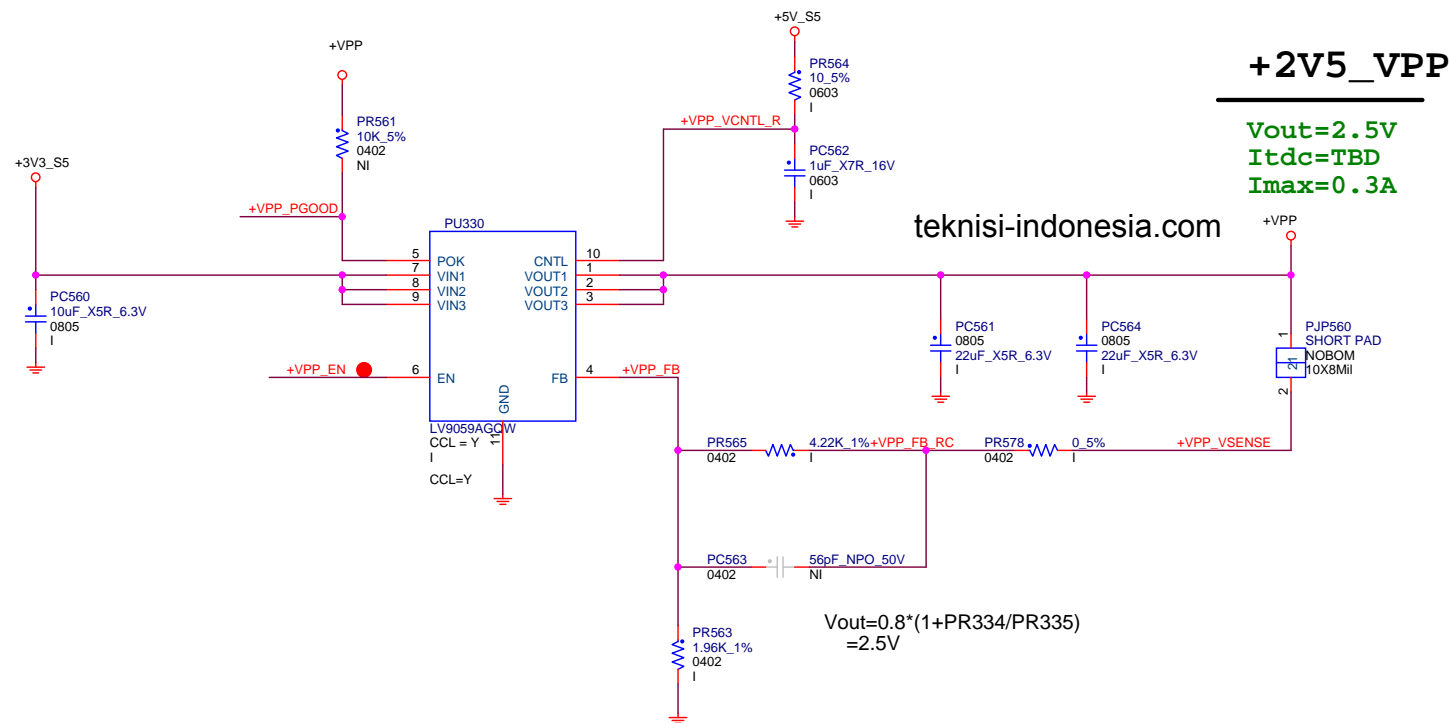 +5V_S5
+2V5_VPP
+VPP
PR564
10_5%
0603
I
PR561
10K_5%
0402
NI
+VPP_VCNTL_R
Vout=2.5V
Itdc=TBD
Imax=0.3A
PC562
1uF_X7R_16V
0603
I
+3V3_S5
+VPP_PGOOD
teknisi-indonesia.com
+VPP
PU330
5
POK
7
VIN1
8
VIN2
9
VIN3
CNTL
10
VOUT1
1
VOUT2
2
VOUT3
3
PC560
10uF_X5R_6.3V
0805
I
PC561
0805
22uF_X5R_6.3V
I
PC564
0805
22uF_X5R_6.3V
I
1
PJP560
SHORT PAD
NOBOM
10X8Mil
21
2
+VPP_EN
6
EN
FB
4
+VPP_FB
GND
11
LV9059AGQW
CCL = Y
I
CCL=Y
PR565
0402
4.22K_1%
I
+VPP_FB_RC
PR578
0402
0_5%
I
+VPP_VSENSE
PC563
0402
56pF_NPO_50V
NI
Vout=0.8*(1+PR334/PR335)
=2.5V
PR563
1.96K_1%
0402
I